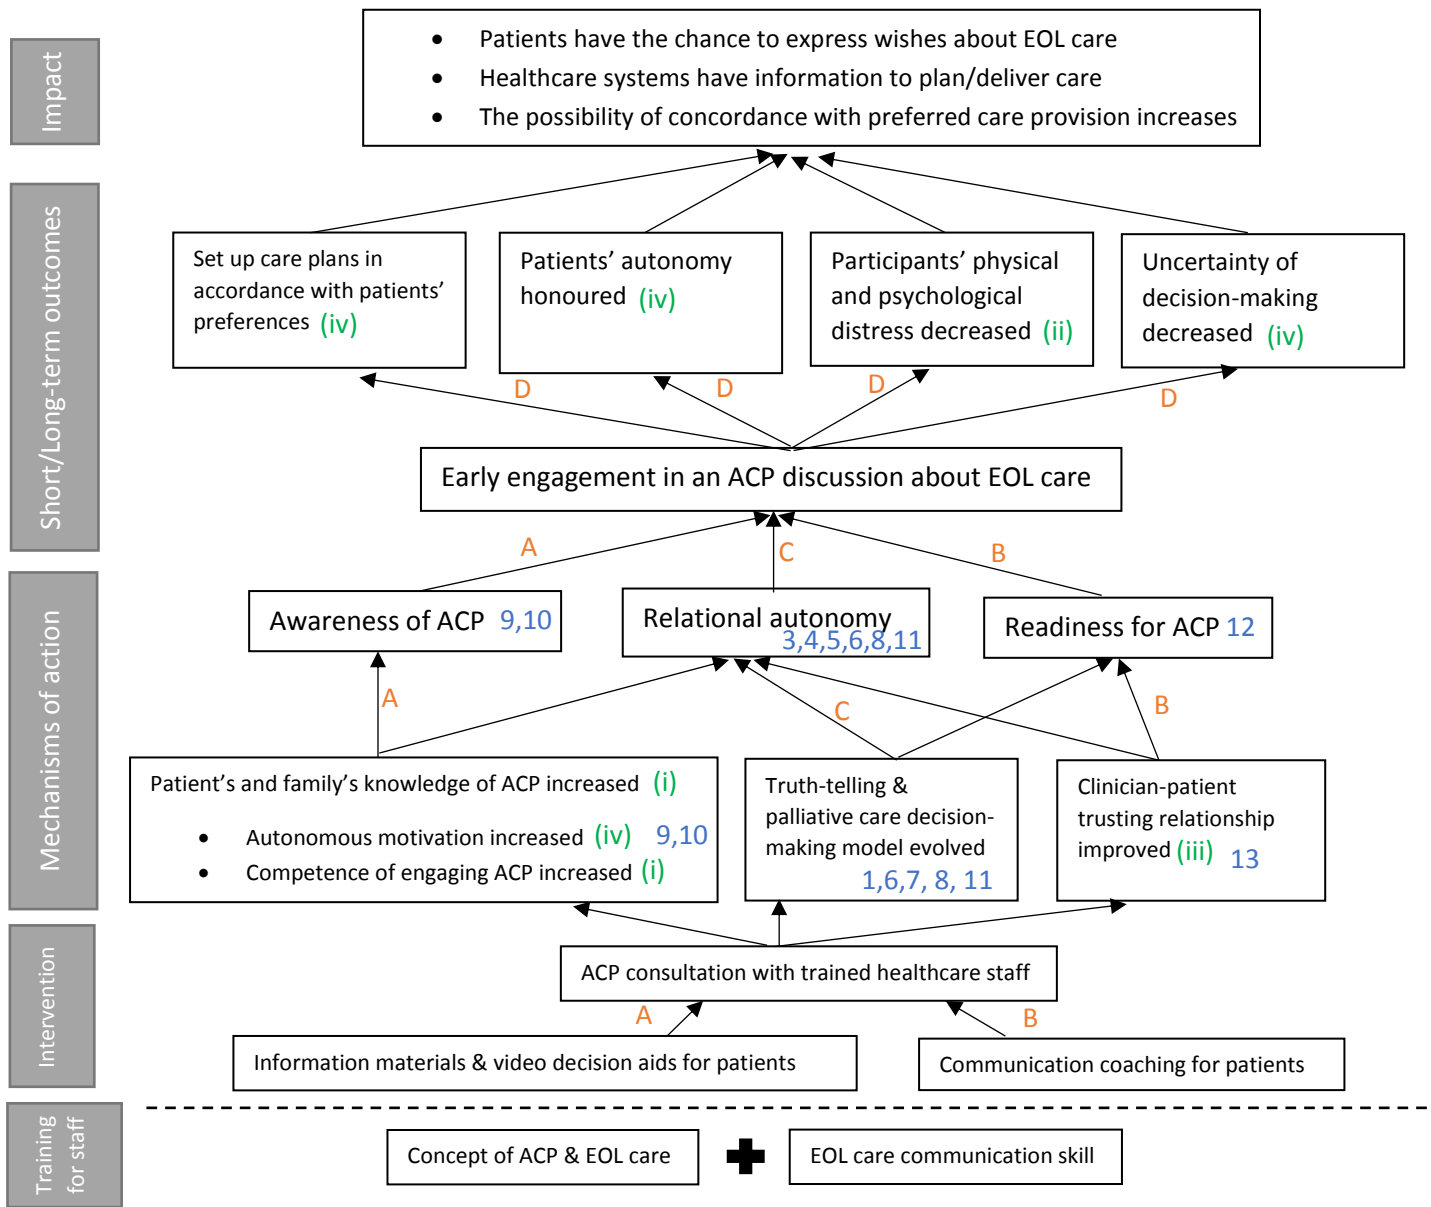 Impact
• Patients have the chance to express wishes about EOL care
• Healthcare systems have information to plan/deliver care
• The possibility of concordance with preferred care provision increases
Short/Long-term outcomes
Set up care plans in
accordance with patients’
preferences (iv)
Patients’ autonomy
honoured (iv)
Participants’ physical
and psychological
distress decreased (ii)
Uncertainty of
decision-making
decreased (iv)
D
D
D
D
Early engagement in an ACP discussion about EOL care
A
C
B
Mechanisms of action
Awareness of ACP 9,10
Relational autonomy
3,4,5,6,8,11
Readiness for ACP 12
A
C
B
Patient’s and family’s knowledge of ACP increased (i)
• Autonomous motivation increased (iv) 9,10
• Competence of engaging ACP increased (i)
Truth-telling &
palliative care decision-
making model evolved
1,6,7, 8, 11
Clinician-patient
trusting relationship
improved (iii) 13
Intervention
ACP consultation with trained healthcare staff
A
B
Information materials & video decision aids for patients
Communication coaching for patients
Training
for staff
Concept of ACP & EOL care
EOL care communication skill